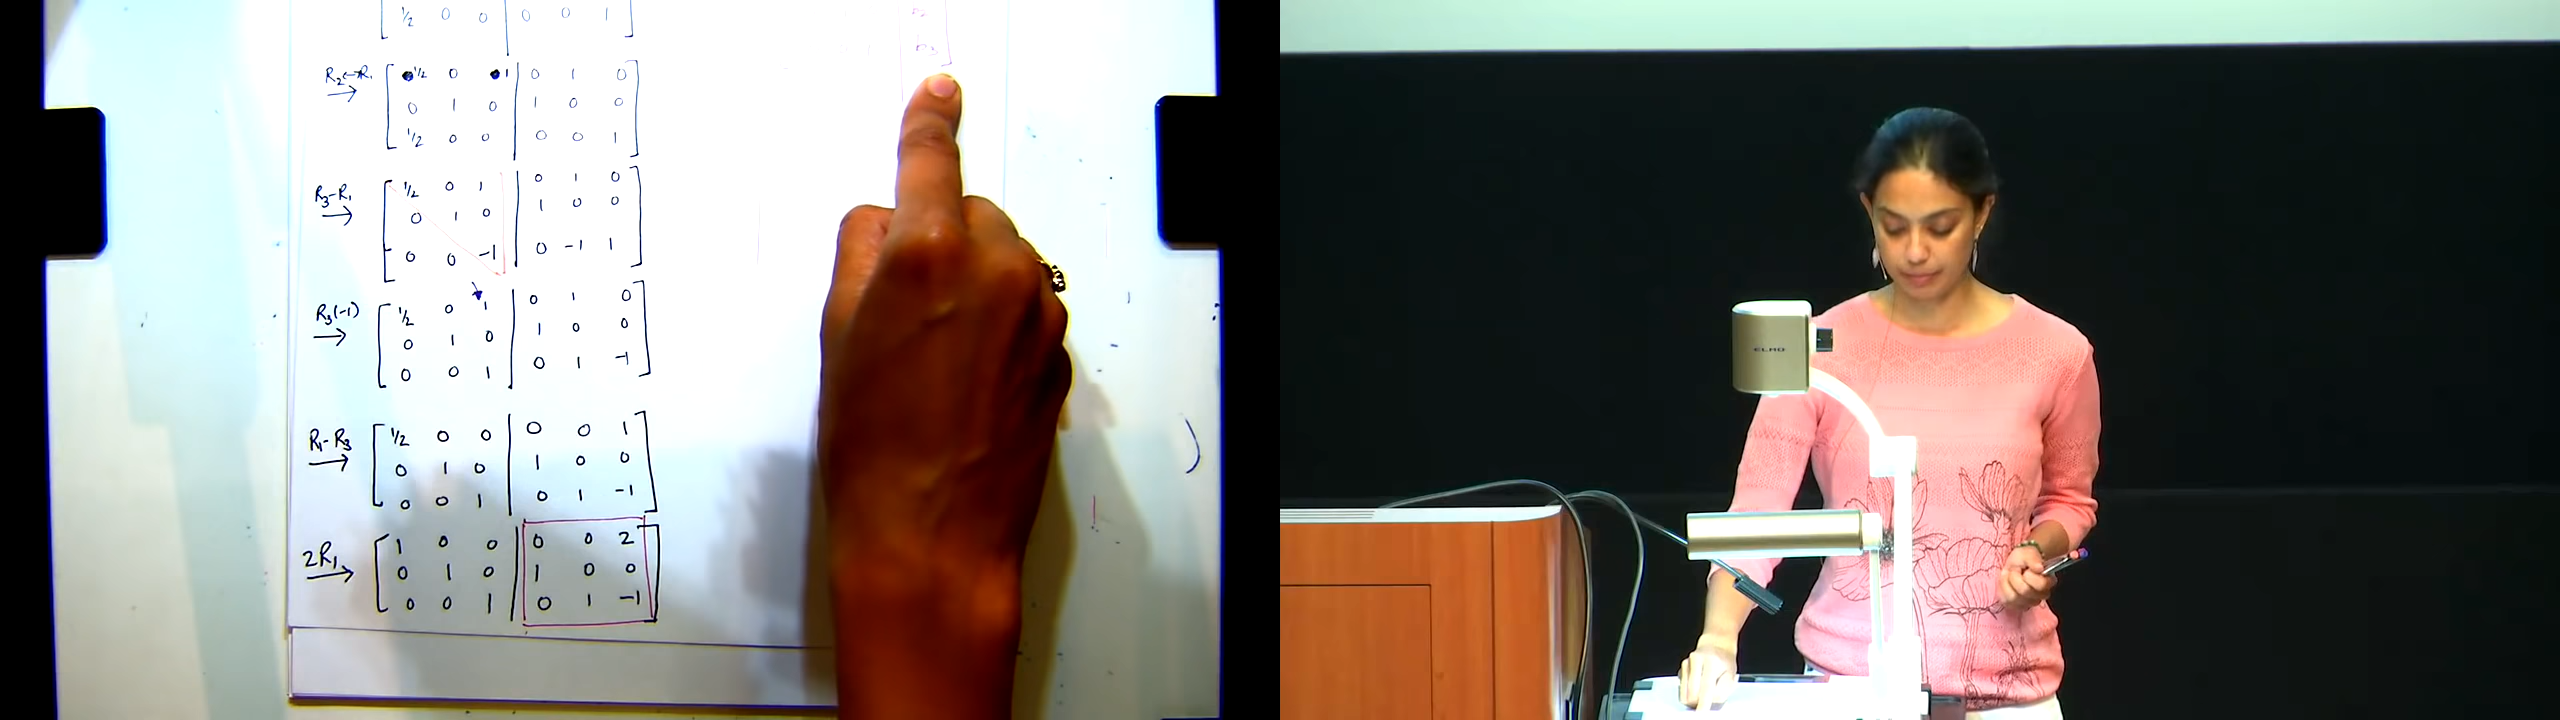 1/2 0 0 | 0 0 1
R₂↔R₁ 1/2 0 1 | 0 1 0
→ 0 1 0 | 1 0 0
1/2 0 0 | 0 0 1
R₃-R₁ 1/2 0 1 | 0 1 0
→ 0 1 0 | 1 0 0
0 0 -1 | 0 -1 1
R₃(-1) 1/2 0 1 | 0 1 0
→ 0 1 0 | 1 0 0
0 0 1 | 0 1 -1
R₁-R₃ 1/2 0 0 | 0 0 1
→ 0 1 0 | 1 0 0
0 0 1 | 0 1 -1
2R₁ 1 0 0 | 0 0 2
→ 0 1 0 | 1 0 0
0 0 1 | 0 1 -1
ELMO